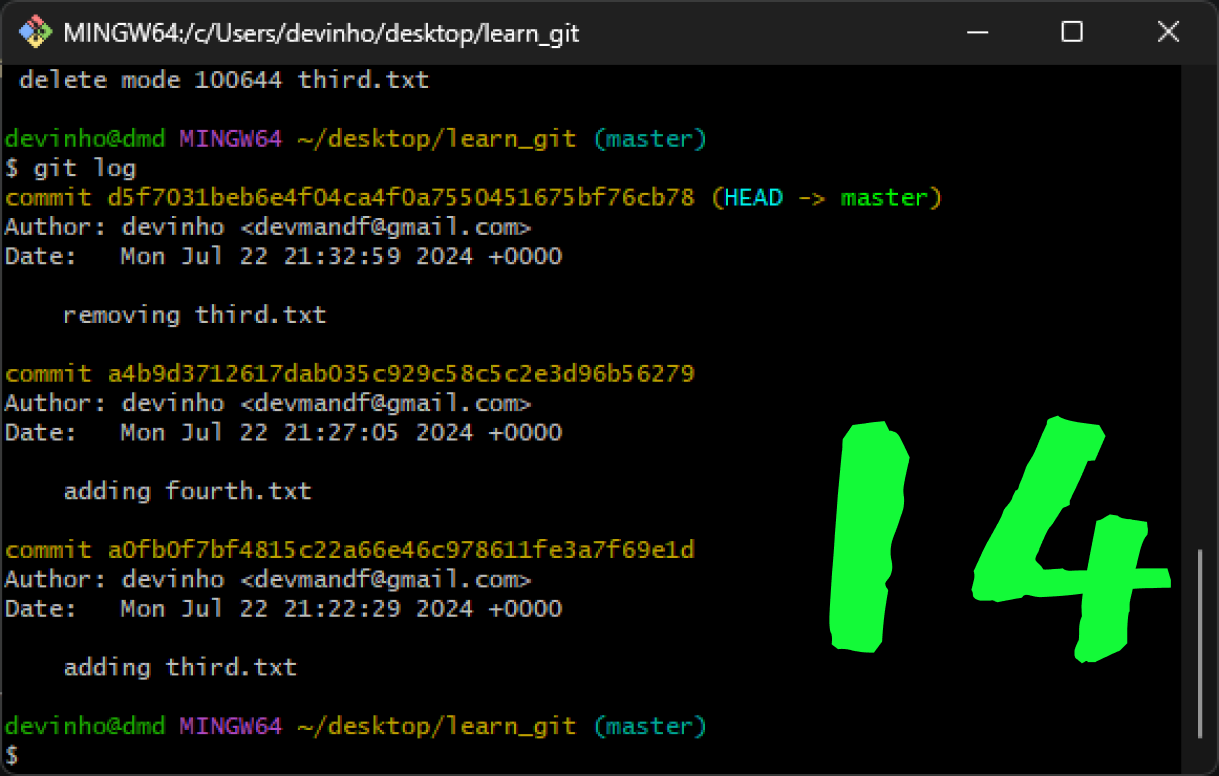 MINGW64:/c/Users/devinho/desktop/learn_git
delete mode 100644 third.txt
devinho@dmd MINGW64 ~/desktop/learn_git (master)
$ git log
commit d5f7031beb6e4f04ca4f0a7550451675bf76cb78 (HEAD -> master)
Author: devinho <devmandf@gmail.com>
Date:   Mon Jul 22 21:32:59 2024 +0000
removing third.txt
commit a4b9d3712617dab035c929c58c5c2e3d96b56279
Author: devinho <devmandf@gmail.com>
Date:   Mon Jul 22 21:27:05 2024 +0000
adding fourth.txt
commit a0fb0f7bf4815c22a66e46c978611fe3a7f69e1d
Author: devinho <devmandf@gmail.com>
Date:   Mon Jul 22 21:22:29 2024 +0000
adding third.txt
devinho@dmd MINGW64 ~/desktop/learn_git (master)
$
14